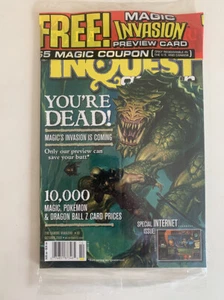 FREE!
MAGIC
INVASION
PREVIEW CARD
$5 MAGIC COUPON
INQUEST
YOU'RE
DEAD!
MAGIC'S INVASION IS COMING
Only our preview can
save your butt*
10,000
MAGIC, POKÉMON
& DRAGON BALL Z CARD PRICES
SPECIAL INTERNET
ISSUE!